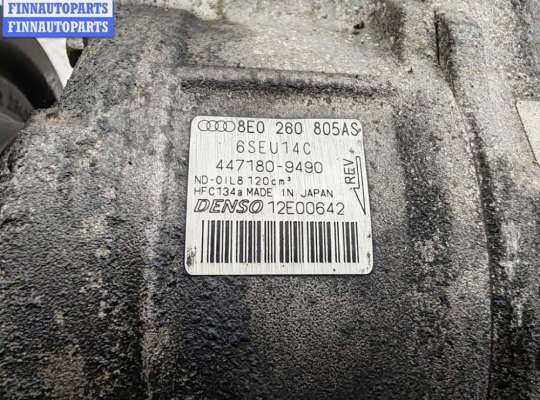 FINNAUTOPARTS
FINNAUTOPARTS
8E0 260 805AS
6SEU14C
447180-9490
ND-OIL8 120cm³
HFC134a MADE IN JAPAN
REV
DENSO 12E00642